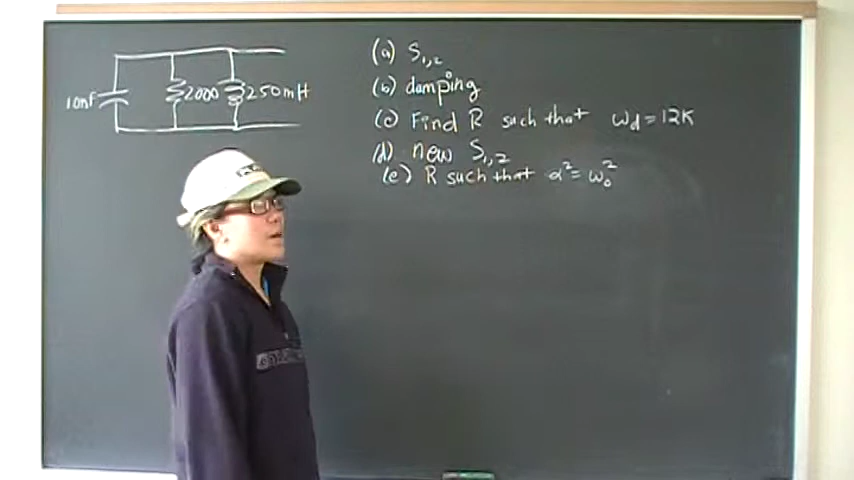 10nF
2000
250mH
(a) S1,2
(b) damping
(c) Find R such that ωd = 12K
(d) new S1,2
(e) R such that α² = ω₀²